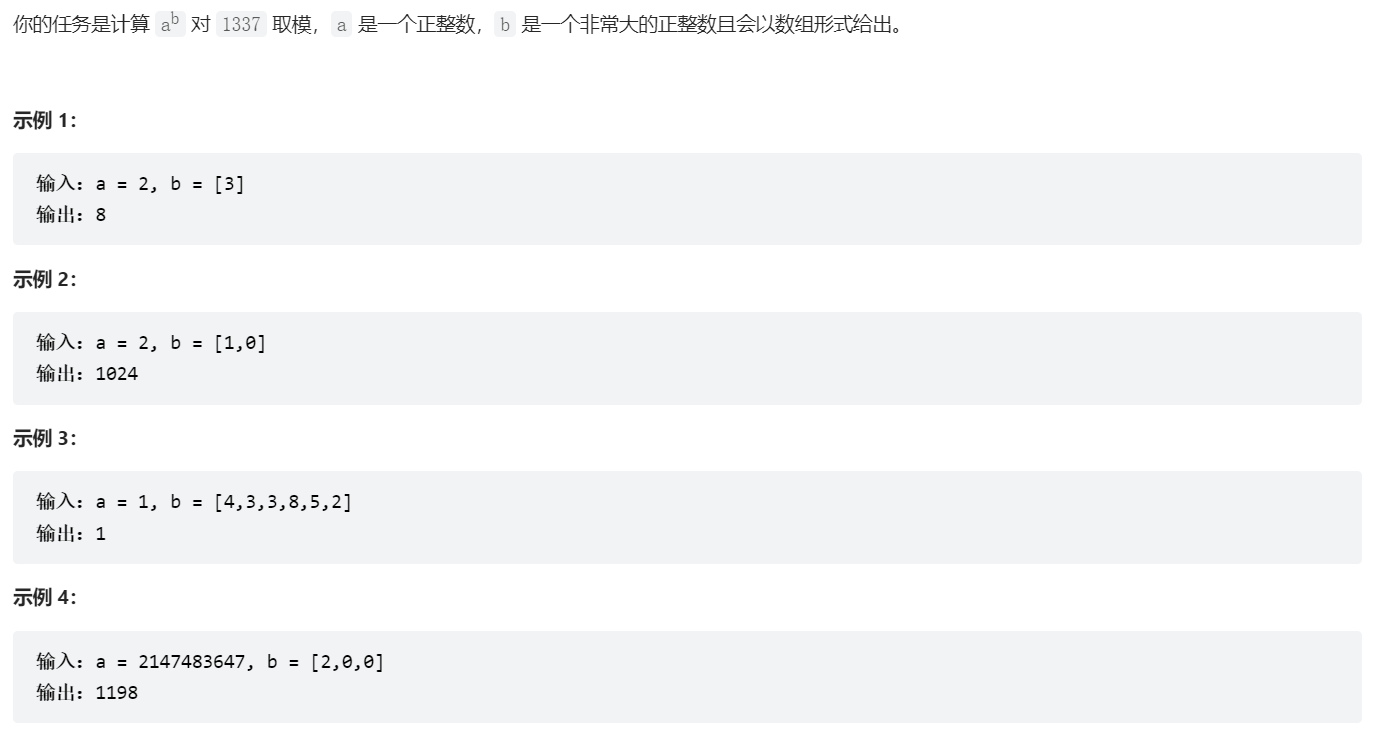 你的任务是计算 a^b 对 1337 取模，a 是一个正整数，b 是一个非常大的正整数且会以数组形式给出。
示例 1：
输入：a = 2, b = [3]
输出：8
示例 2：
输入：a = 2, b = [1,0]
输出：1024
示例 3：
输入：a = 1, b = [4,3,3,8,5,2]
输出：1
示例 4：
输入：a = 2147483647, b = [2,0,0]
输出：1198